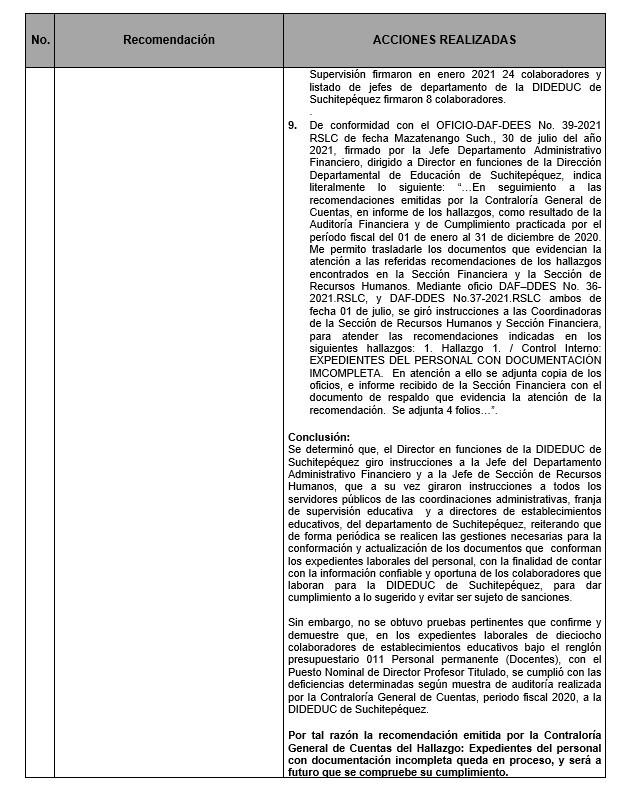 No.
Recomendación
ACCIONES REALIZADAS
Supervisión firmaron en enero 2021 24 colaboradores y
listado de jefes de departamento de la DIDEDUC de
Suchitepéquez firmaron 8 colaboradores.
.
9. De conformidad con el OFICIO-DAF-DEES No. 39-2021
RSLC de fecha Mazatenango Such., 30 de julio del año
2021, firmado por la Jefe Departamento Administrativo
Financiero, dirigido a Director en funciones de la Dirección
Departamental de Educación de Suchitepéquez, indica
literalmente lo siguiente: “…En seguimiento a las
recomendaciones emitidas por la Contraloría General de
Cuentas, en informe de los hallazgos, como resultado de la
Auditoría Financiera y de Cumplimiento practicada por el
período fiscal del 01 de enero al 31 de diciembre de 2020.
Me permito trasladarle los documentos que evidencian la
atención a las referidas recomendaciones de los hallazgos
encontrados en la Sección Financiera y la Sección de
Recursos Humanos. Mediante oficio DAF–DDES No. 36-
2021.RSLC, y DAF-DDES No.37-2021.RSLC ambos de
fecha 01 de julio, se giró instrucciones a las Coordinadoras
de la Sección de Recursos Humanos y Sección Financiera,
para atender las recomendaciones indicadas en los
siguientes hallazgos: 1. Hallazgo 1. / Control Interno:
EXPEDIENTES DEL PERSONAL CON DOCUMENTACIÓN
IMCOMPLETA. En atención a ello se adjunta copia de los
oficios, e informe recibido de la Sección Financiera con el
documento de respaldo que evidencia la atención de la
recomendación. Se adjunta 4 folios…”.
Conclusión:
Se determinó que, el Director en funciones de la DIDEDUC de
Suchitepéquez giro instrucciones a la Jefe del Departamento
Administrativo Financiero y a la Jefe de Sección de Recursos
Humanos, que a su vez giraron instrucciones a todos los
servidores públicos de las coordinaciones administrativas, franja
de supervisión educativa y a directores de establecimientos
educativos, del departamento de Suchitepéquez, reiterando que
de forma periódica se realicen las gestiones necesarias para la
conformación y actualización de los documentos que conforman
los expedientes laborales del personal, con la finalidad de contar
con la información confiable y oportuna de los colaboradores que
laboran para la DIDEDUC de Suchitepéquez, para dar
cumplimiento a lo sugerido y evitar ser sujeto de sanciones.
Sin embargo, no se obtuvo pruebas pertinentes que confirme y
demuestre que, en los expedientes laborales de dieciocho
colaboradores de establecimientos educativos bajo el renglón
presupuestario 011 Personal permanente (Docentes), con el
Puesto Nominal de Director Profesor Titulado, se cumplió con las
deficiencias determinadas según muestra de auditoría realizada
por la Contraloría General de Cuentas, periodo fiscal 2020, a la
DIDEDUC de Suchitepéquez.
Por tal razón la recomendación emitida por la Contraloría
General de Cuentas del Hallazgo: Expedientes del personal
con documentación incompleta queda en proceso, y será a
futuro que se compruebe su cumplimiento.